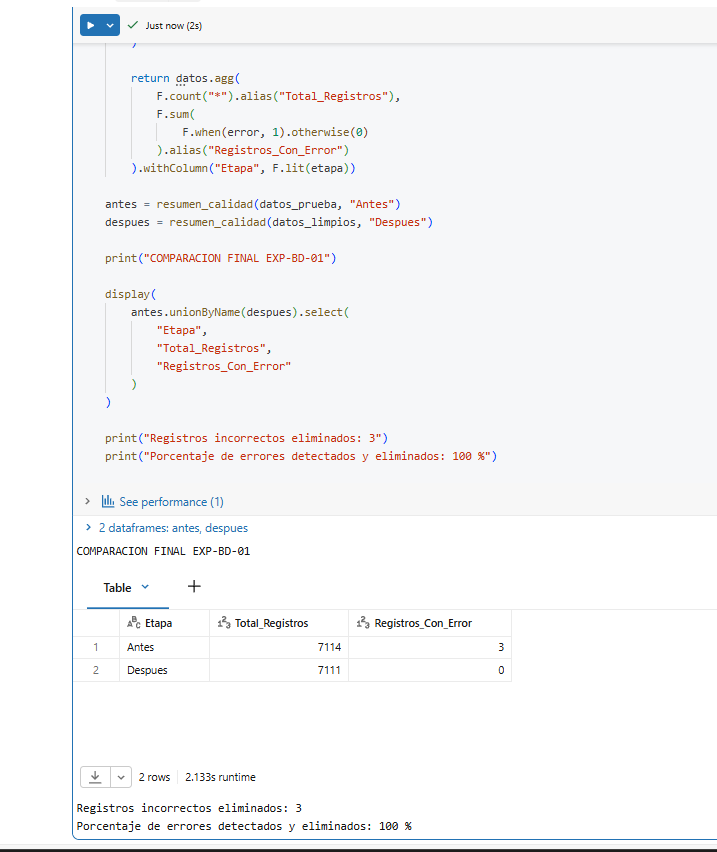 Just now (2s)
)
return datos.agg(
F.count("*").alias("Total_Registros"),
F.sum(
F.when(error, 1).otherwise(0)
).alias("Registros_Con_Error")
).withColumn("Etapa", F.lit(etapa))
antes = resumen_calidad(datos_prueba, "Antes")
despues = resumen_calidad(datos_limpios, "Despues")
print("COMPARACION FINAL EXP-BD-01")
display(
antes.unionByName(despues).select(
"Etapa",
"Total_Registros",
"Registros_Con_Error"
)
)
print("Registros incorrectos eliminados: 3")
print("Porcentaje de errores detectados y eliminados: 100 %")
See performance (1)
2 dataframes: antes, despues
COMPARACION FINAL EXP-BD-01
Table +
ABC Etapa 123 Total_Registros 123 Registros_Con_Error
1 Antes 7114 3
2 Despues 7111 0
2 rows 2.133s runtime
Registros incorrectos eliminados: 3
Porcentaje de errores detectados y eliminados: 100 %